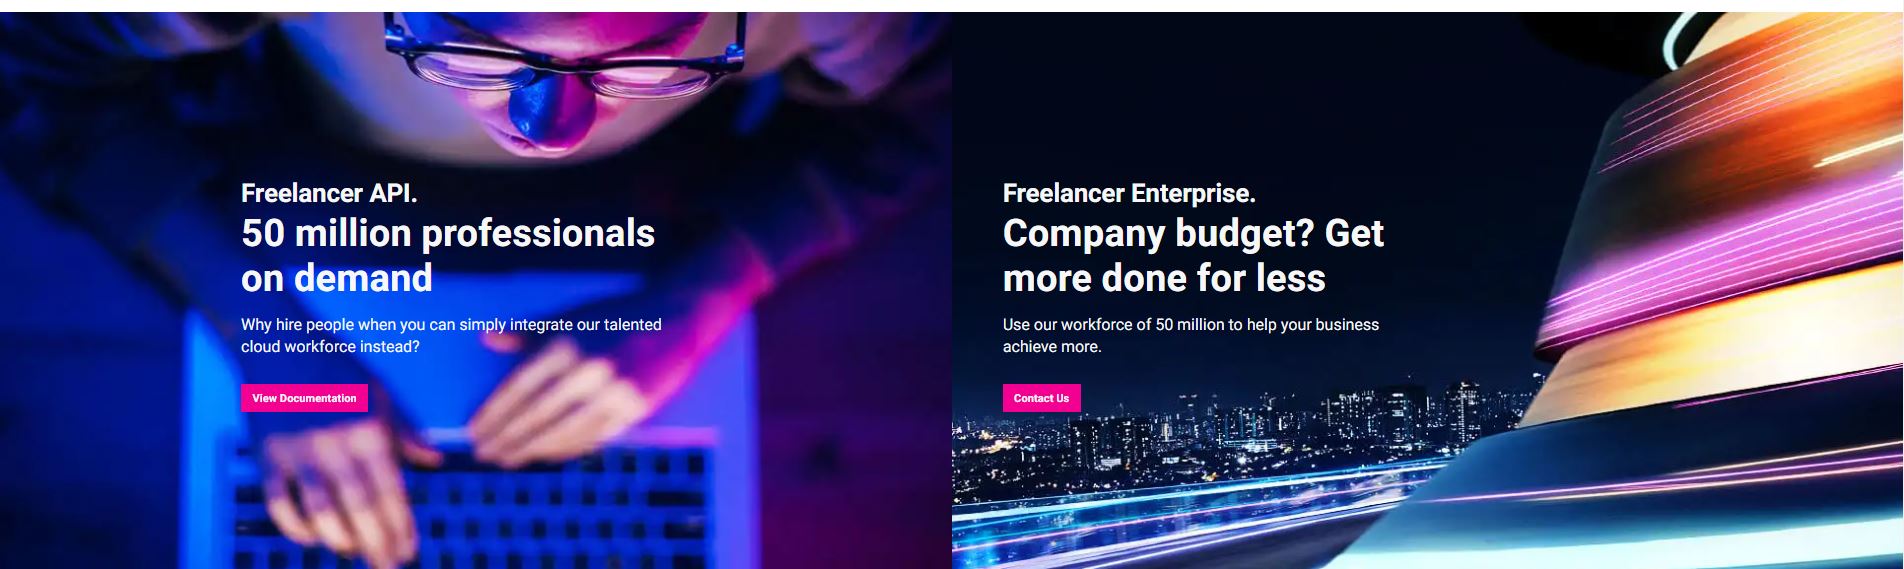 Freelancer API.
50 million professionals
on demand
Why hire people when you can simply integrate our talented
cloud workforce instead?
View Documentation
Freelancer Enterprise.
Company budget? Get
more done for less
Use our workforce of 50 million to help your business
achieve more.
Contact Us